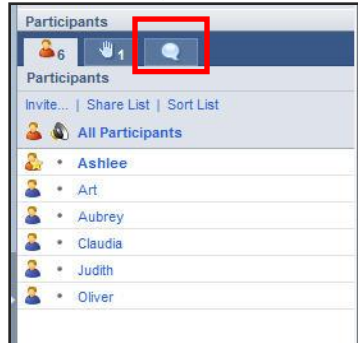 Participants
6 1
Participants
Invite... | Share List | Sort List
All Participants
Ashlee
Art
Aubrey
Claudia
Judith
Oliver